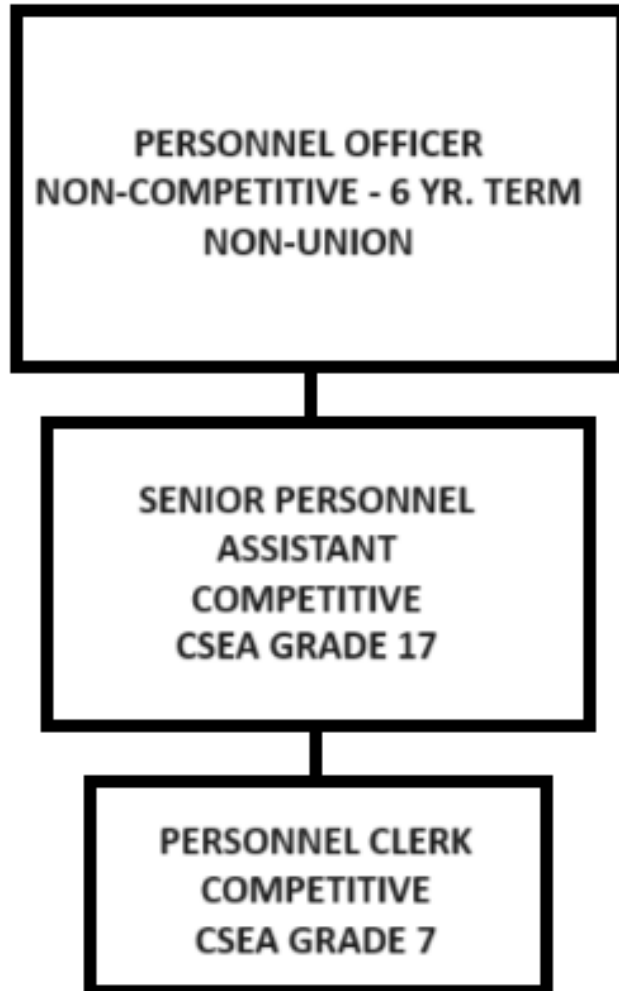 PERSONNEL OFFICER
NON-COMPETITIVE - 6 YR. TERM
NON-UNION
SENIOR PERSONNEL
ASSISTANT
COMPETITIVE
CSEA GRADE 17
PERSONNEL CLERK
COMPETITIVE
CSEA GRADE 7